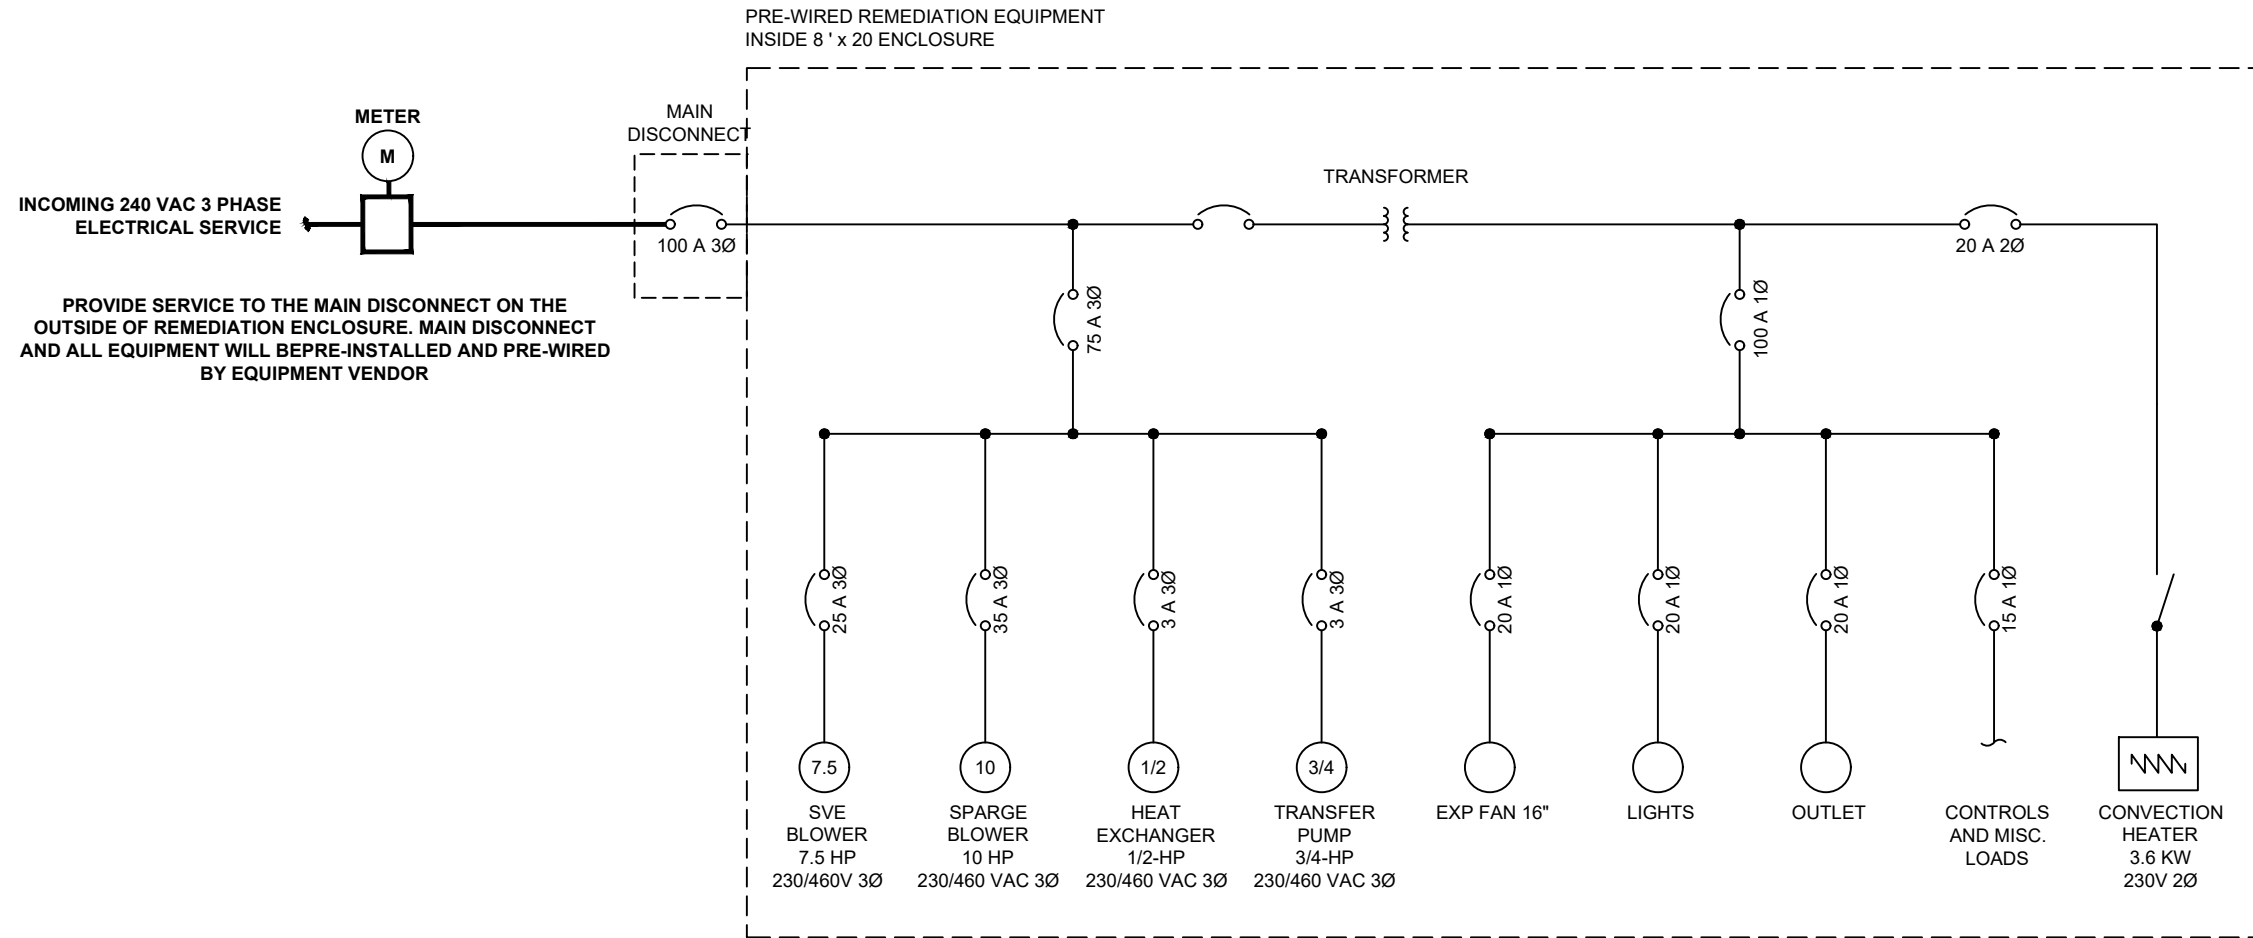 PRE-WIRED REMEDIATION EQUIPMENT
INSIDE 8 ' x 20 ENCLOSURE
METER
M
MAIN
DISCONNECT
INCOMING 240 VAC 3 PHASE
ELECTRICAL SERVICE
100 A 3Ø
TRANSFORMER
20 A 2Ø
PROVIDE SERVICE TO THE MAIN DISCONNECT ON THE
OUTSIDE OF REMEDIATION ENCLOSURE. MAIN DISCONNECT
AND ALL EQUIPMENT WILL BEPRE-INSTALLED AND PRE-WIRED
BY EQUIPMENT VENDOR
75 A 3Ø
100 A 1Ø
25 A 3Ø
35 A 3Ø
3 A 3Ø
3 A 3Ø
20 A 1Ø
20 A 1Ø
20 A 1Ø
15 A 1Ø
7.5
SVE
BLOWER
7.5 HP
230/460V 3Ø
10
SPARGE
BLOWER
10 HP
230/460 VAC 3Ø
1/2
HEAT
EXCHANGER
1/2-HP
230/460 VAC 3Ø
3/4
TRANSFER
PUMP
3/4-HP
230/460 VAC 3Ø
EXP FAN 16"
LIGHTS
OUTLET
CONTROLS
AND MISC.
LOADS
CONVECTION
HEATER
3.6 KW
230V 2Ø